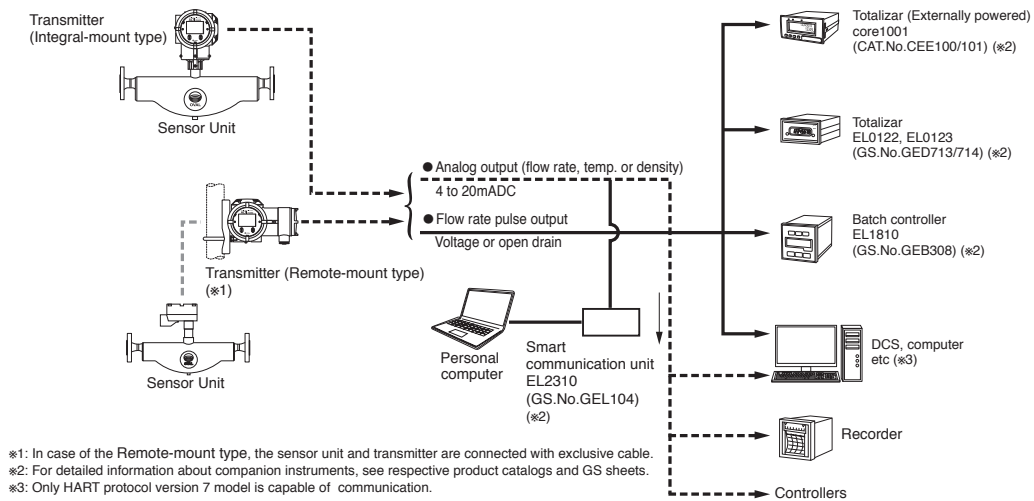 Transmitter
(Integral-mount type)
OVAL
Sensor Unit
Transmitter (Remote-mount type)
(※1)
Sensor Unit
● Analog output (flow rate, temp. or density)
4 to 20mADC
● Flow rate pulse output
Voltage or open drain
Personal
computer
Smart
communication unit
EL2310
(GS.No.GEL104)
(※2)
Totalizar (Externally powered)
core1001
(CAT.No.CEE100/101) (※2)
Totalizar
EL0122, EL0123
(GS.No.GED713/714) (※2)
Batch controller
EL1810
(GS.No.GEB308) (※2)
DCS, computer
etc (※3)
Recorder
Controllers
※1: In case of the Remote-mount type, the sensor unit and transmitter are connected with exclusive cable.
※2: For detailed information about companion instruments, see respective product catalogs and GS sheets.
※3: Only HART protocol version 7 model is capable of communication.